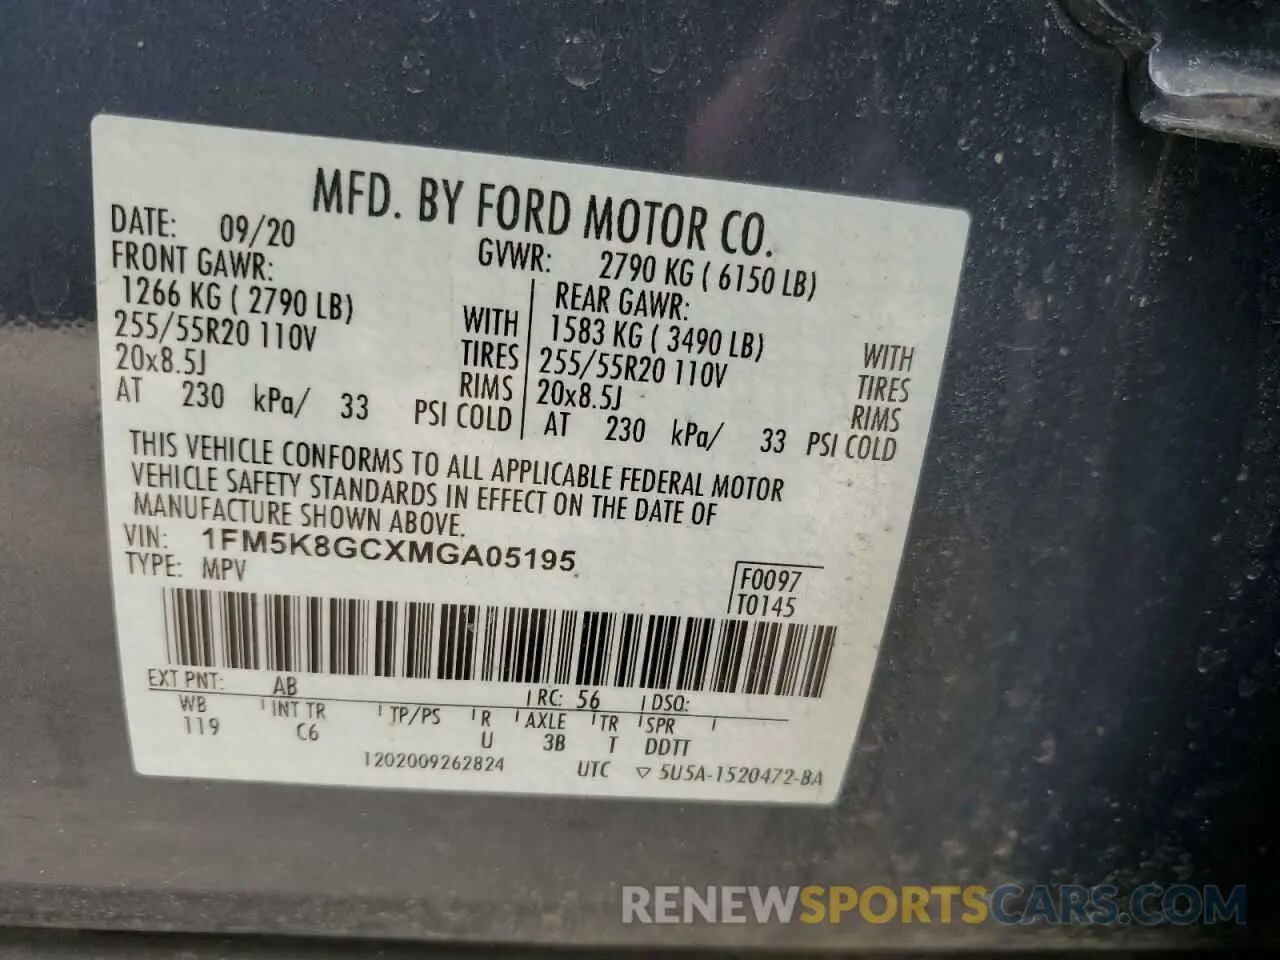 MFD. BY FORD MOTOR CO.
DATE: 09/20 GVWR: 2790 KG ( 6150 LB)
FRONT GAWR: REAR GAWR:
1266 KG ( 2790 LB) WITH 1583 KG ( 3490 LB) WITH
255/55R20 110V TIRES 255/55R20 110V TIRES
20x8.5J RIMS 20x8.5J RIMS
AT 230 kPa/ 33 PSI COLD AT 230 kPa/ 33 PSI COLD
THIS VEHICLE CONFORMS TO ALL APPLICABLE FEDERAL MOTOR
VEHICLE SAFETY STANDARDS IN EFFECT ON THE DATE OF
MANUFACTURE SHOWN ABOVE.
VIN: 1FM5K8GCXMGA05195
TYPE: MPV
F0097
T0145
EXT PNT: AB RC: 56 DSO:
WB INT TR TP/PS R AXLE TR SPR
119 C6 U 3B T DDTT
1202009262824 UTC ▽ 5U5A-1520472-BA
RENEWSPORTSCARS.COM